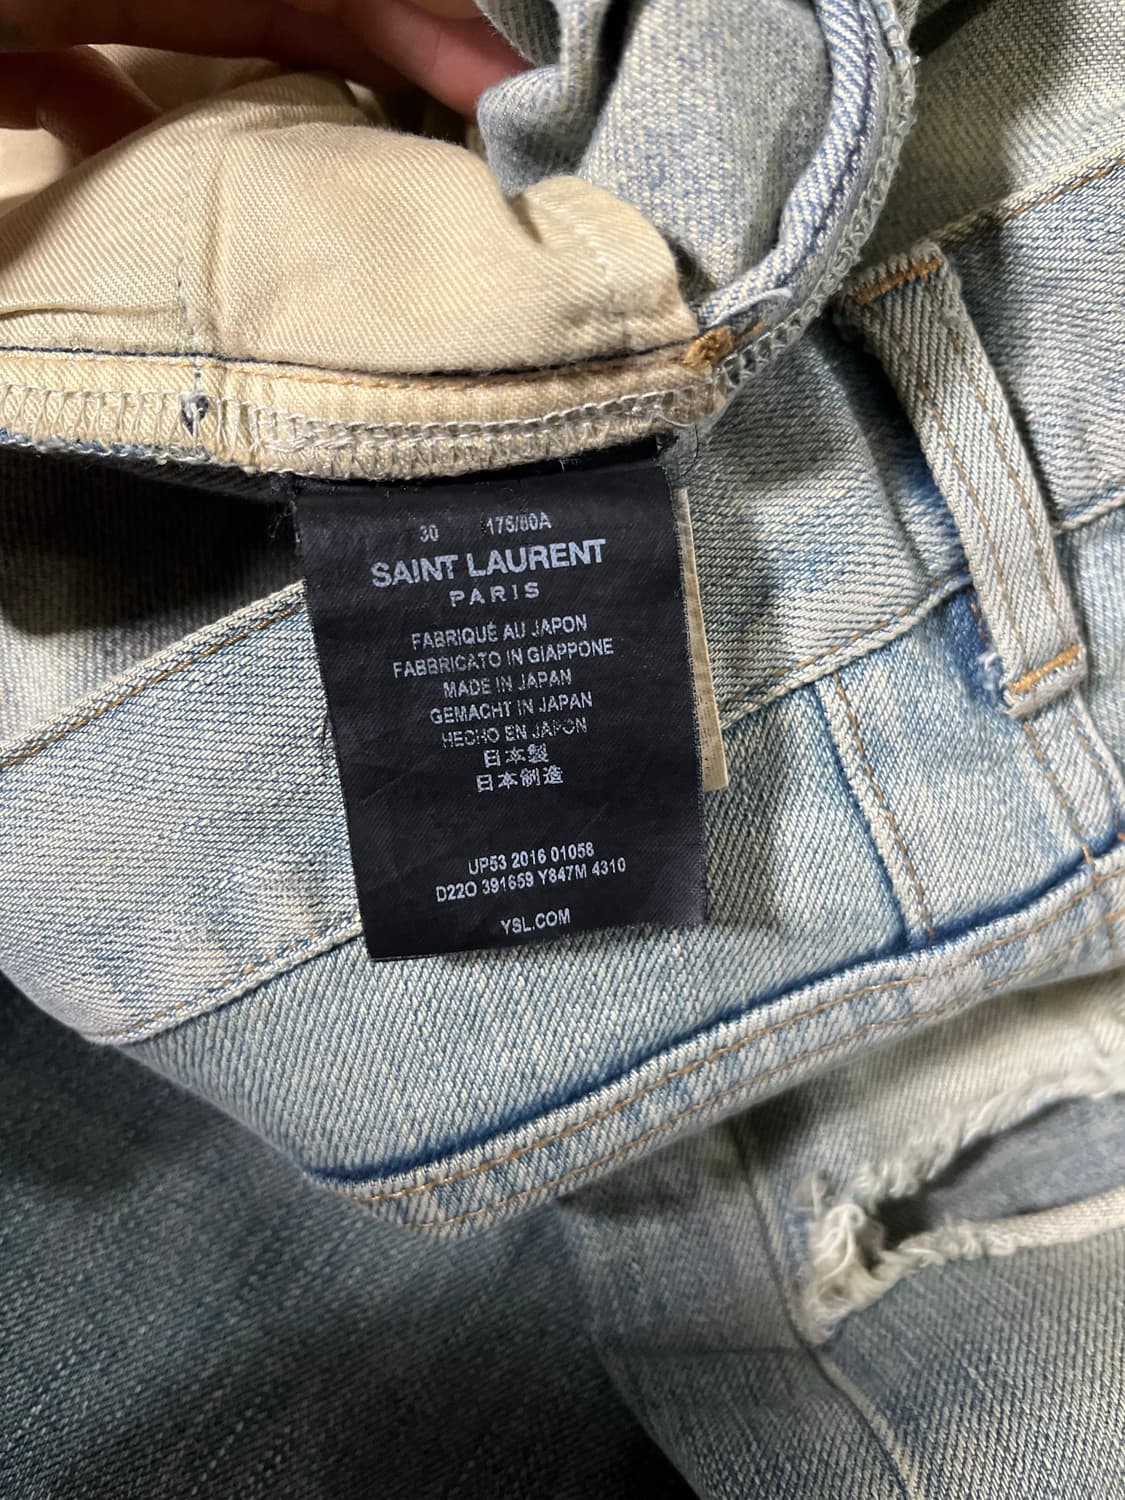 30 175/80A
SAINT LAURENT
PARIS
FABRIQUÉ AU JAPON
FABBRICATO IN GIAPPONE
MADE IN JAPAN
GEMACHT IN JAPAN
HECHO EN JAPON
日本製
日本制造
UP53 2016 01058
D22O 391659 Y847M 4310
YSL.COM